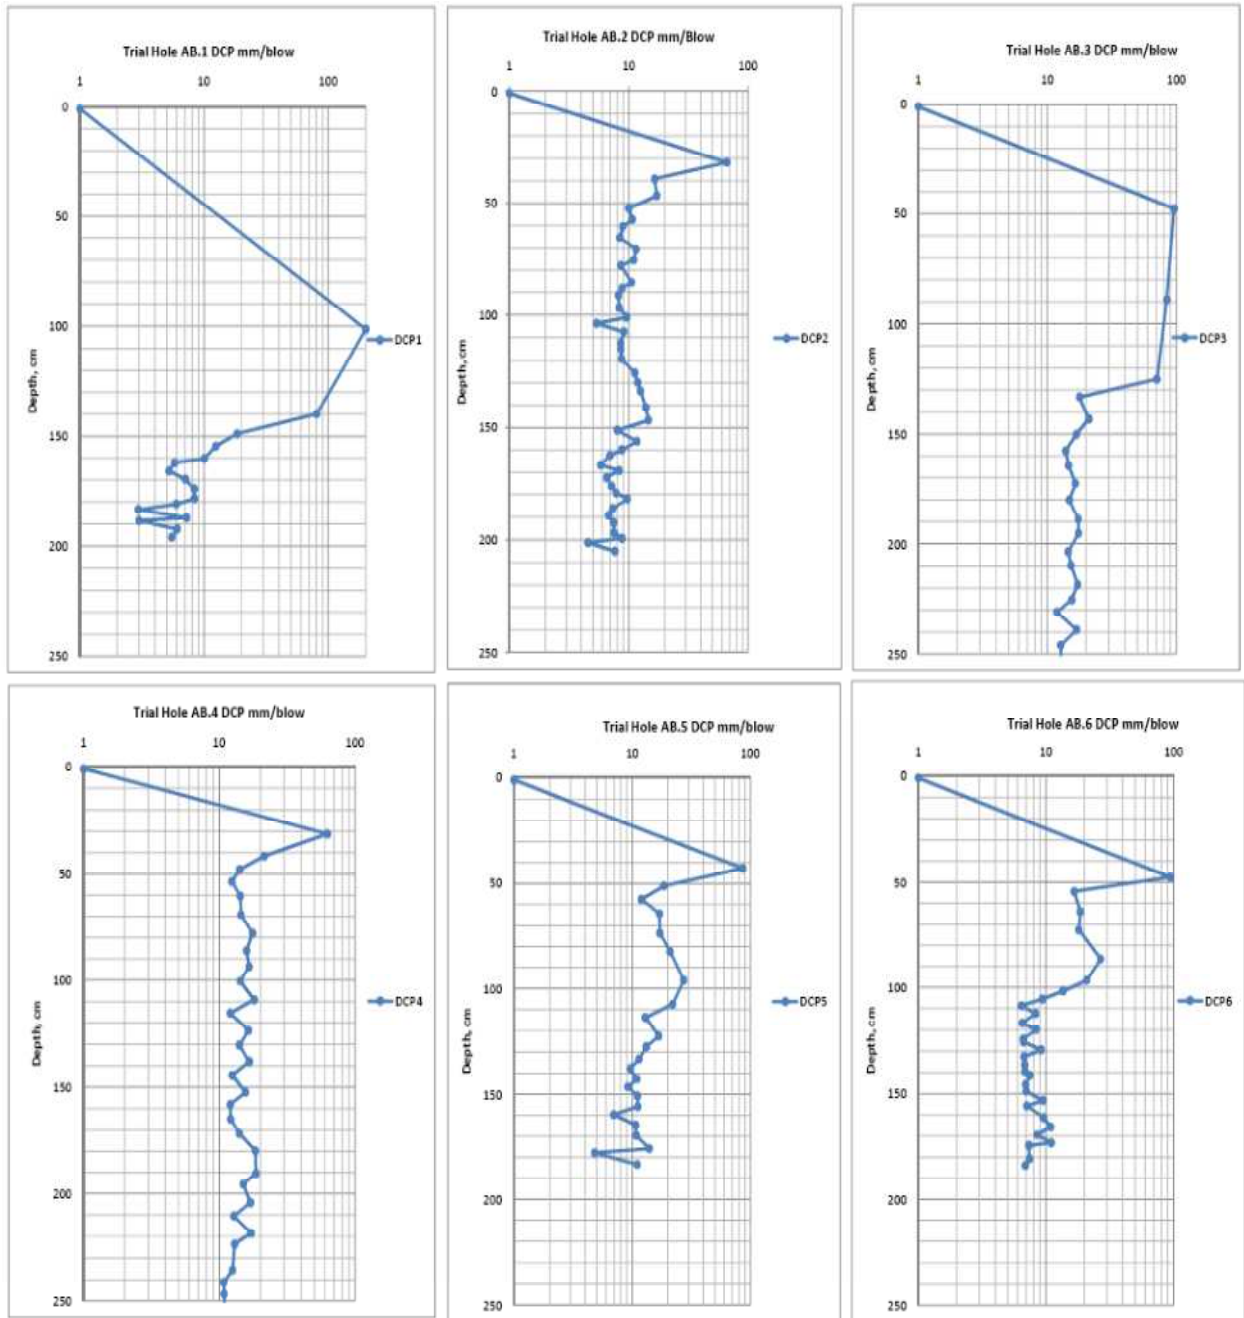 Trial Hole AB.1 DCP mm/blow
1 10 100
0
50
100
150
200
250
Depth, cm
DCP1
Trial Hole AB.2 DCP mm/Blow
1 10 100
0
50
100
150
200
250
Depth, cm
DCP2
Trial Hole AB.3 DCP mm/blow
1 10 100
0
50
100
150
200
250
Depth, cm
DCP3
Trial Hole AB.4 DCP mm/blow
1 10 100
0
50
100
150
200
250
Depth, cm
DCP4
Trial Hole AB.5 DCP mm/blow
1 10 100
0
50
100
150
200
250
Depth, cm
DCP5
Trial Hole AB.6 DCP mm/blow
1 10 100
0
50
100
150
200
250
Depth, cm
DCP6